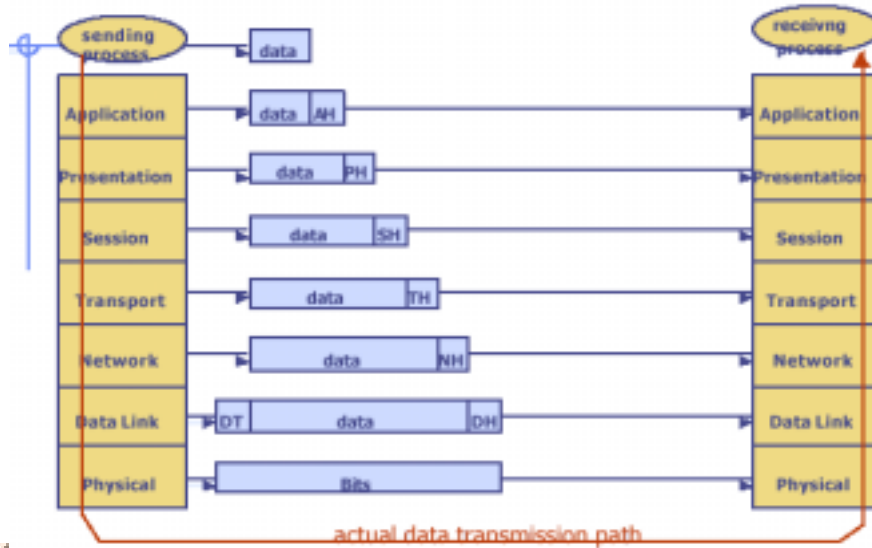 sending
process
data
receivng
process
Application
data AH
Application
Presentation
data PH
Presentation
Session
data SH
Session
Transport
data TH
Transport
Network
data NH
Network
Data Link
DT data DH
Data Link
Physical
Bits
Physical
actual data transmission path